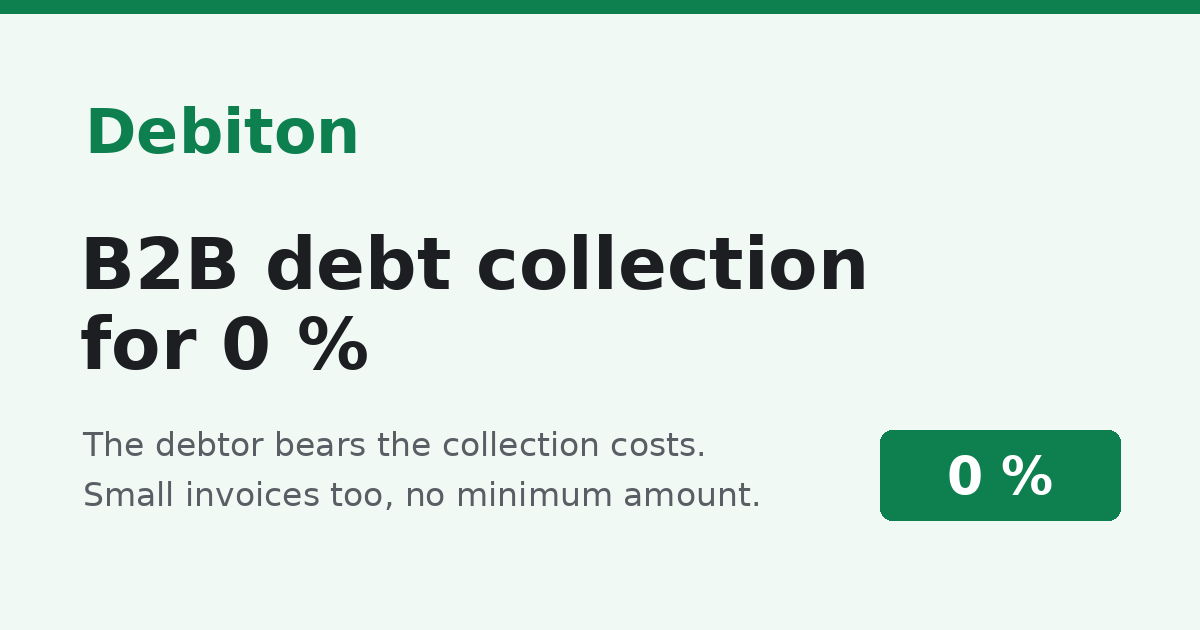 Debiton
B2B debt collection
for 0 %
The debtor bears the collection costs.
Small invoices too, no minimum amount.
0 %